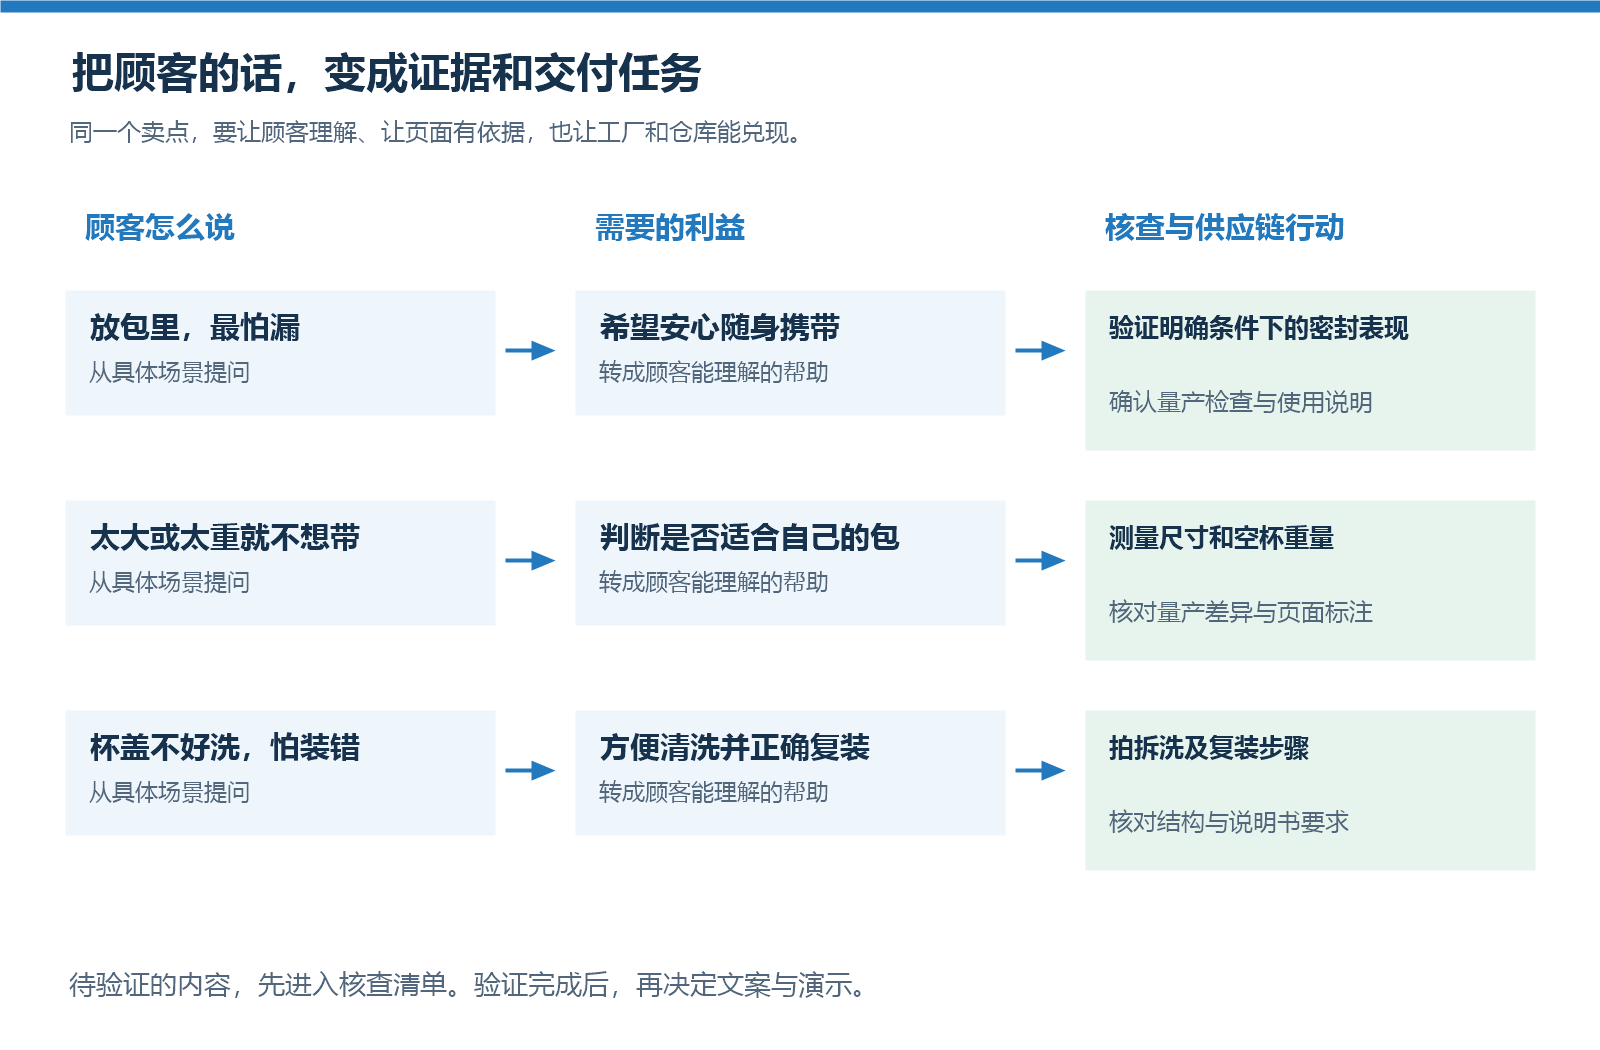 把顾客的话，变成证据和交付任务
同一个卖点，要让顾客理解、让页面有依据，也让工厂和仓库能兑现。
顾客怎么说
需要的利益
核查与供应链行动
放包里，最怕漏
从具体场景提问
希望安心随身携带
转成顾客能理解的帮助
验证明确条件下的密封表现
确认量产检查与使用说明
太大或太重就不想带
从具体场景提问
判断是否适合自己的包
转成顾客能理解的帮助
测量尺寸和空杯重量
核对量产差异与页面标注
杯盖不好洗，怕装错
从具体场景提问
方便清洗并正确复装
转成顾客能理解的帮助
拍拆洗及复装步骤
核对结构与说明书要求
待验证的内容，先进入核查清单。验证完成后，再决定文案与演示。